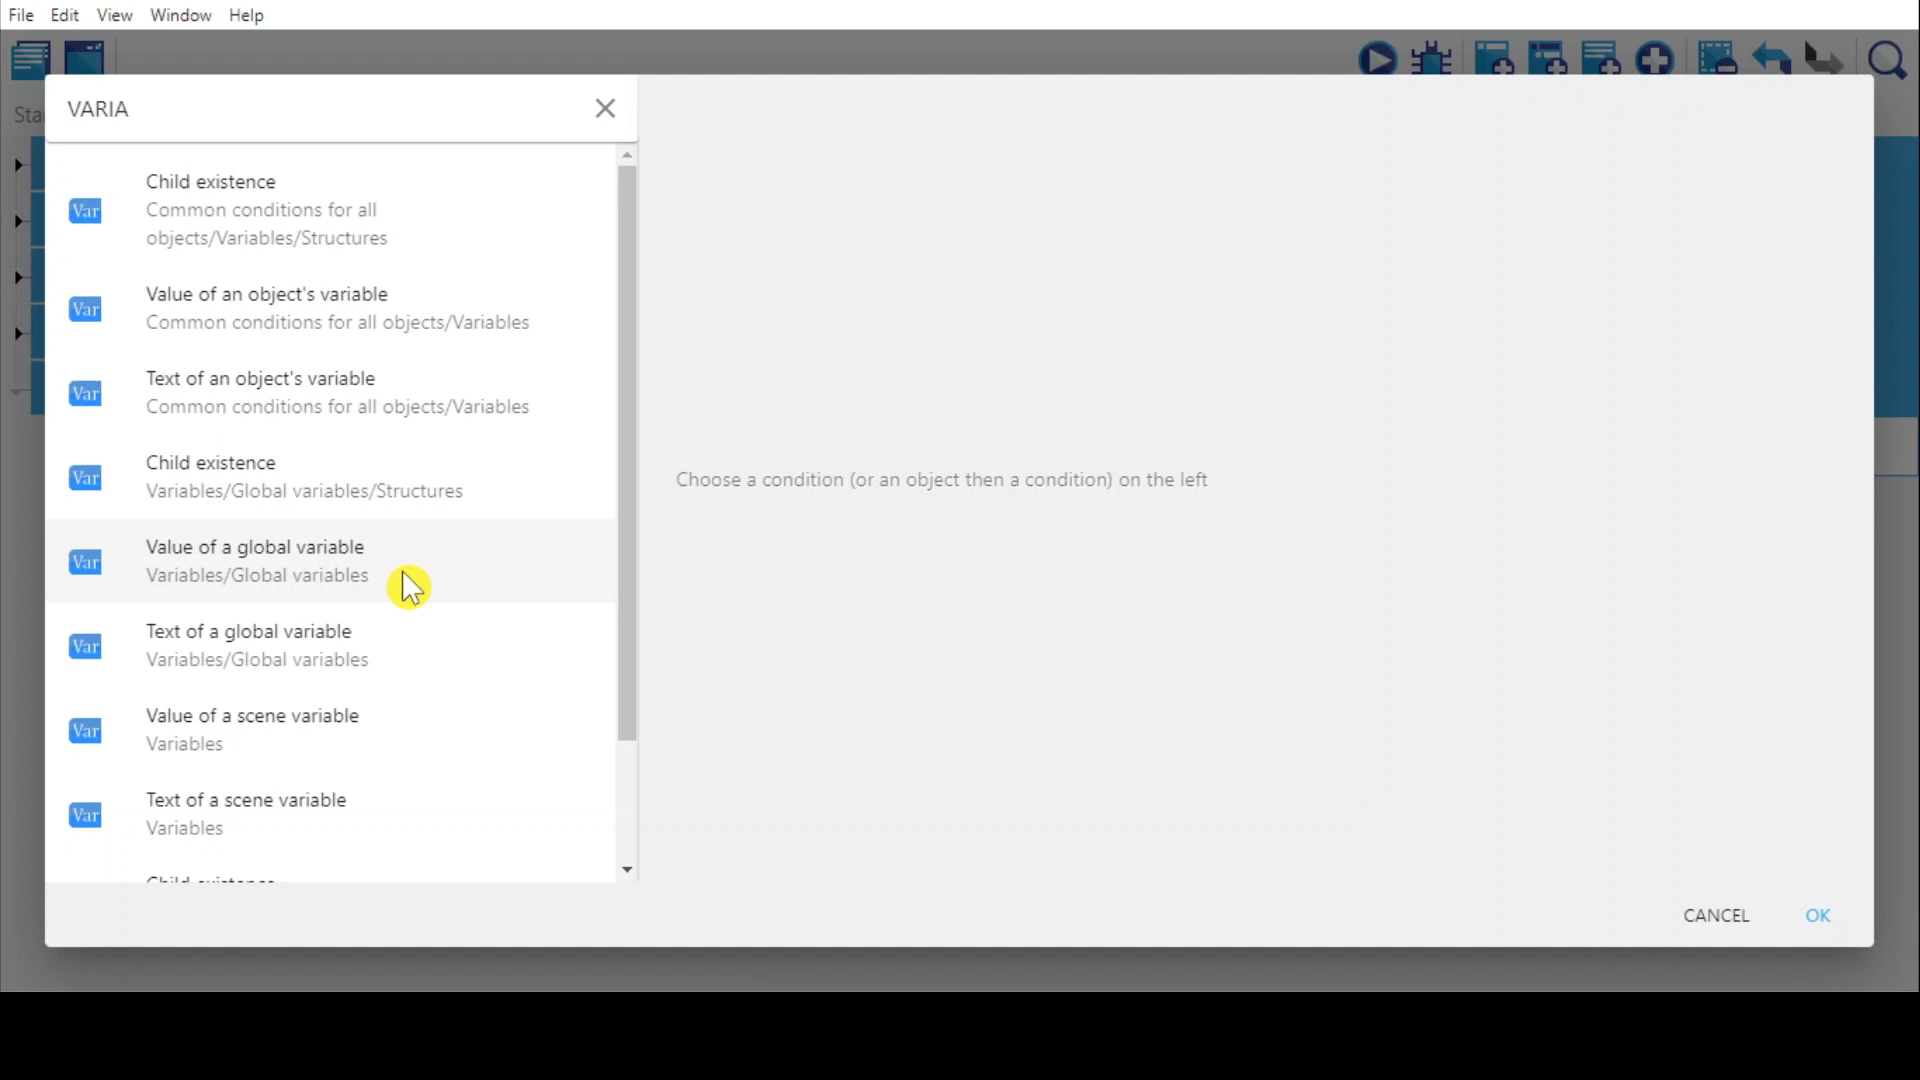 File Edit View Window Help
Sta
VARIA
Child existence
Common conditions for all
objects/Variables/Structures
Var
Value of an object's variable
Var
Common conditions for all objects/Variables
Text of an object's variable
Var
Common conditions for all objects/Variables
Child existence
Var
Variables/Global variables/Structures
Choose a condition (or an object then a condition) on the left
Value of a global variable
Var
Variables/Global variables
Text of a global variable
Var
Variables/Global variables
Value of a scene variable
Var
Variables
Text of a scene variable
Var
Variables
Child existence
CANCEL OK